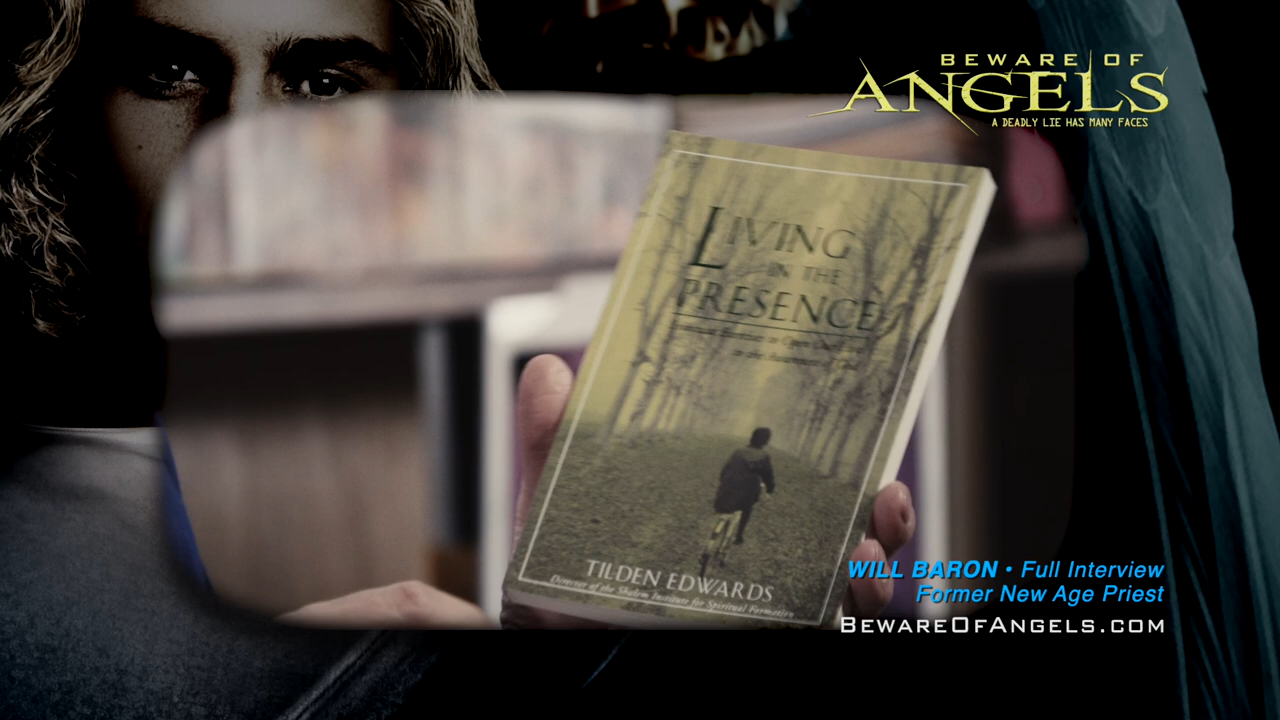 BEWARE OF
ANGELS
A DEADLY LIE HAS MANY FACES
LIVING
IN THE
PRESENCE
TILDEN EDWARDS
Director of the Shalem Institute for Spiritual Formation
WILL BARON • Full Interview
Former New Age Priest
BEWAREOFANGELS.COM